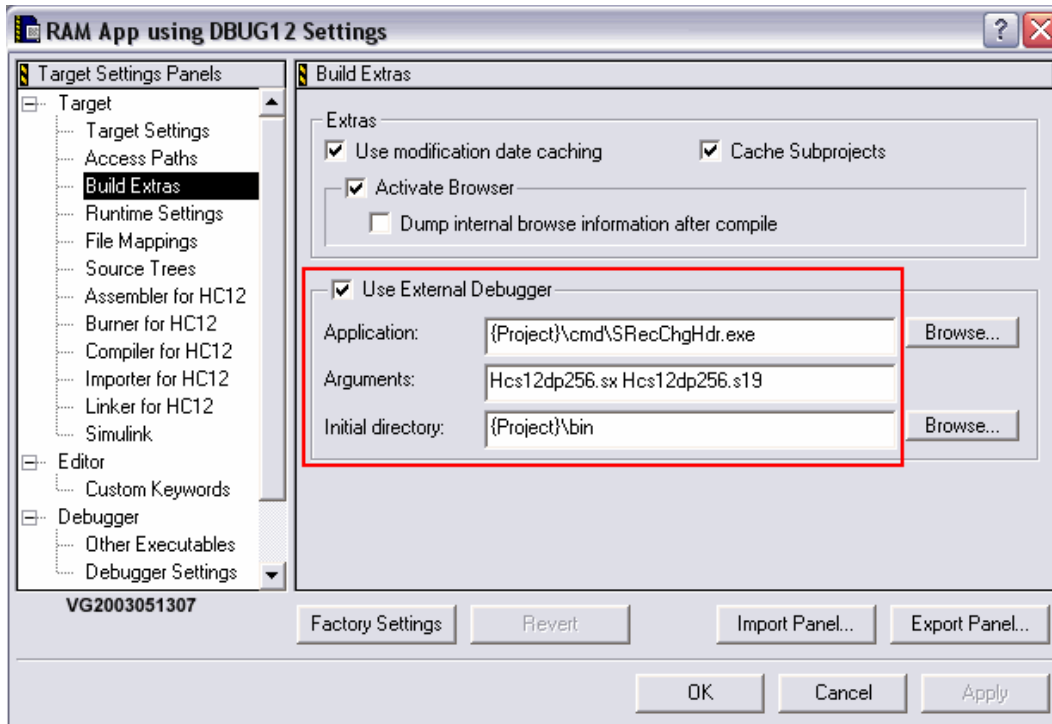 RAM App using DBUG12 Settings
Target Settings Panels
Target
Target Settings
Access Paths
Build Extras
Runtime Settings
File Mappings
Source Trees
Assembler for HC12
Burner for HC12
Compiler for HC12
Importer for HC12
Linker for HC12
Simulink
Editor
Custom Keywords
Debugger
Other Executables
Debugger Settings
VG2003051307
Build Extras
Extras
Use modification date caching Cache Subprojects
Activate Browser
Dump internal browse information after compile
Use External Debugger
Application: {Project}\cmd\SRecChgHdr.exe Browse...
Arguments: Hcs12dp256.sx Hcs12dp256.s19
Initial directory: {Project}\bin Browse...
Factory Settings Revert Import Panel... Export Panel...
OK Cancel Apply